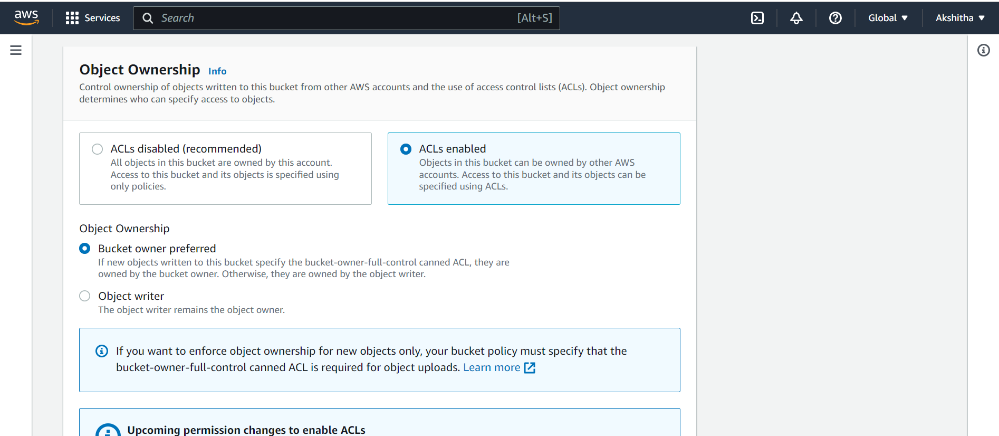 aws Services Search [Alt+S] Global Akshitha
Object Ownership Info
Control ownership of objects written to this bucket from other AWS accounts and the use of access control lists (ACLs). Object ownership
determines who can specify access to objects.
ACLs disabled (recommended)
All objects in this bucket are owned by this account.
Access to this bucket and its objects is specified using
only policies.
ACLs enabled
Objects in this bucket can be owned by other AWS
accounts. Access to this bucket and its objects can be
specified using ACLs.
Object Ownership
Bucket owner preferred
If new objects written to this bucket specify the bucket-owner-full-control canned ACL, they are
owned by the bucket owner. Otherwise, they are owned by the object writer.
Object writer
The object writer remains the object owner.
If you want to enforce object ownership for new objects only, your bucket policy must specify that the
bucket-owner-full-control canned ACL is required for object uploads. Learn more
Upcoming permission changes to enable ACLs